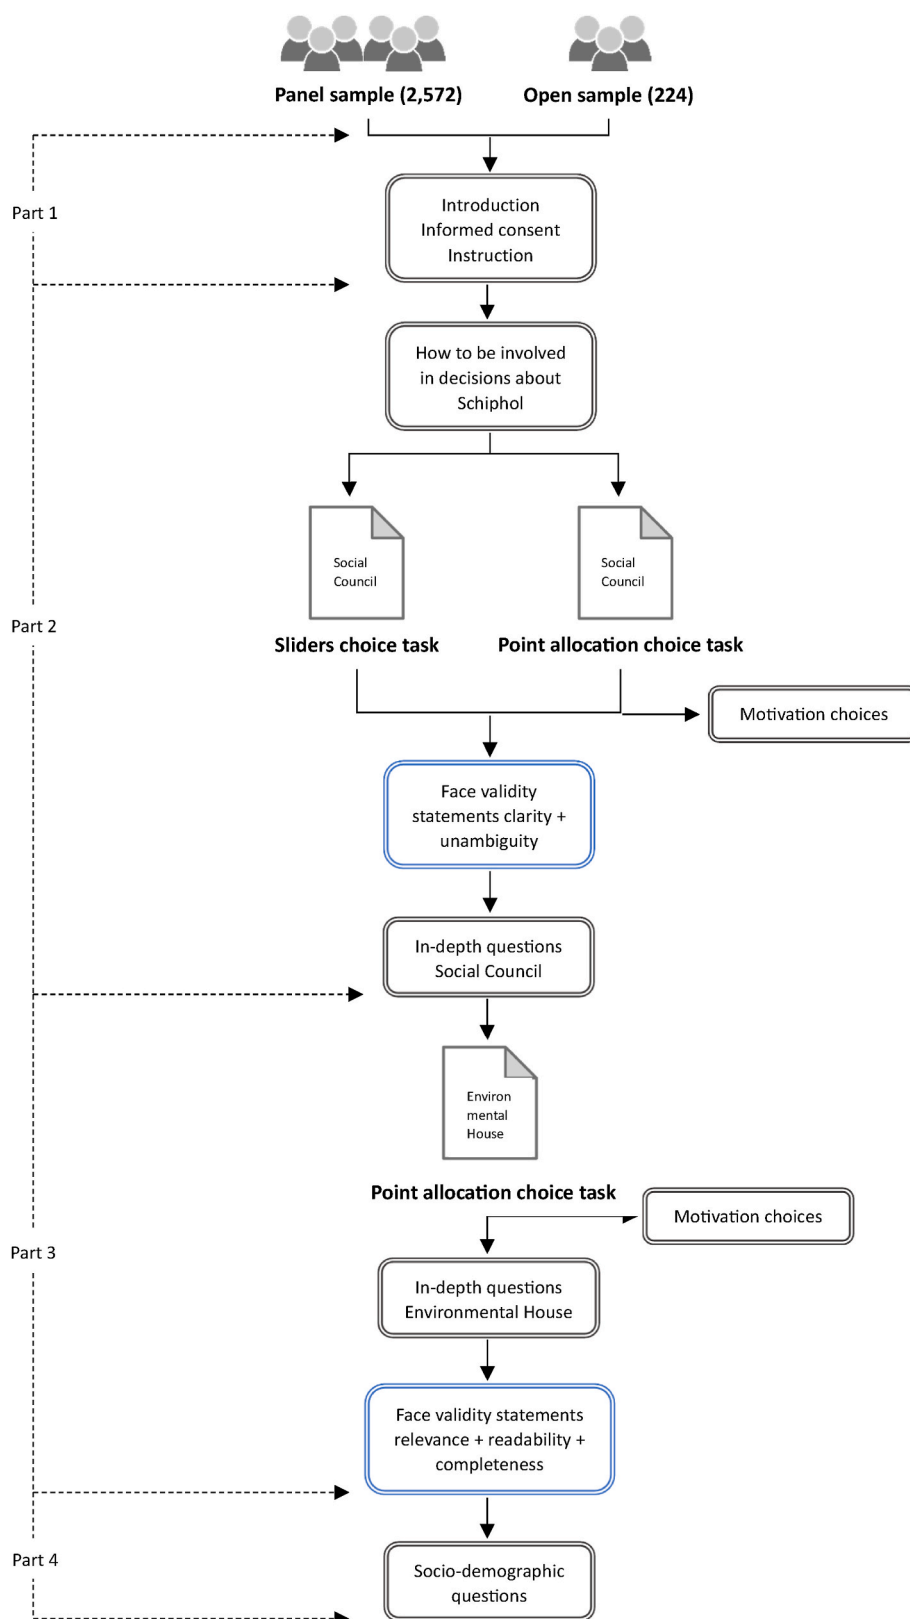 Panel sample (2,572)
Open sample (224)
Part 1
Introduction
Informed consent
Instruction
How to be involved
in decisions about
Schiphol
Social
Council
Social
Council
Part 2
Sliders choice task
Point allocation choice task
Motivation choices
Face validity
statements clarity +
unambiguity
In-depth questions
Social Council
Environ
mental
House
Point allocation choice task
Motivation choices
Part 3
In-depth questions
Environmental House
Face validity statements
relevance + readability +
completeness
Part 4
Socio-demographic
questions